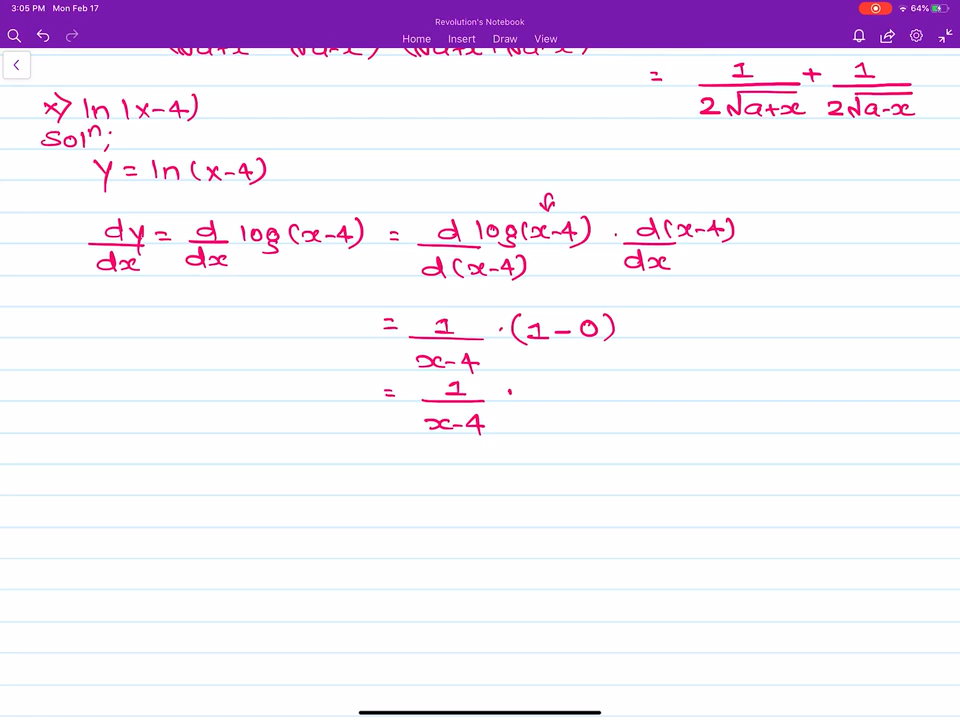 3:05 PM Mon Feb 17
64%
Revolution's Notebook
Home Insert Draw View
= 1/(2√a+x) + 1/(2√a-x)
x) ln(x-4)
Solⁿ;
y = ln(x-4)
dy/dx = d/dx log(x-4) = d log(x-4)/d(x-4) · d(x-4)/dx
= 1/(x-4) · (1-0)
= 1/(x-4) ·